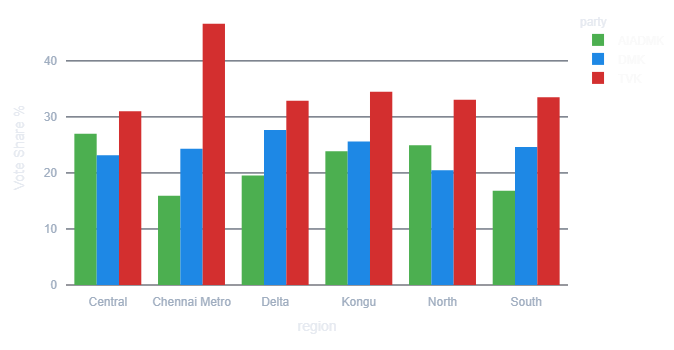 party
AIADMK
DMK
TVK
Vote Share %
40
30
20
10
0
Central Chennai Metro Delta Kongu North South
region